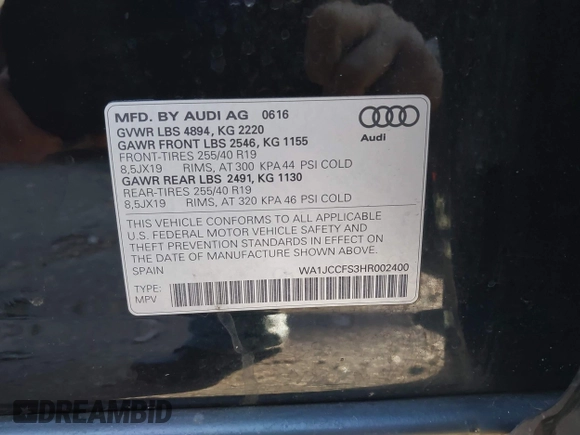 MFD. BY AUDI AG 0616
GVWR LBS 4894, KG 2220
GAWR FRONT LBS 2546, KG 1155
FRONT-TIRES 255/40 R19
8,5JX19 RIMS, AT 300 KPA 44 PSI COLD
GAWR REAR LBS 2491, KG 1130
REAR-TIRES 255/40 R19
8,5JX19 RIMS, AT 320 KPA 46 PSI COLD
Audi
THIS VEHICLE CONFORMS TO ALL APPLICABLE
U.S. FEDERAL MOTOR VEHICLE SAFETY AND
THEFT PREVENTION STANDARDS IN EFFECT ON
THE DATE OF MANUFACTURE SHOWN ABOVE.
SPAIN WA1JCCFS3HR002400
TYPE:
MPV
DREAMBID